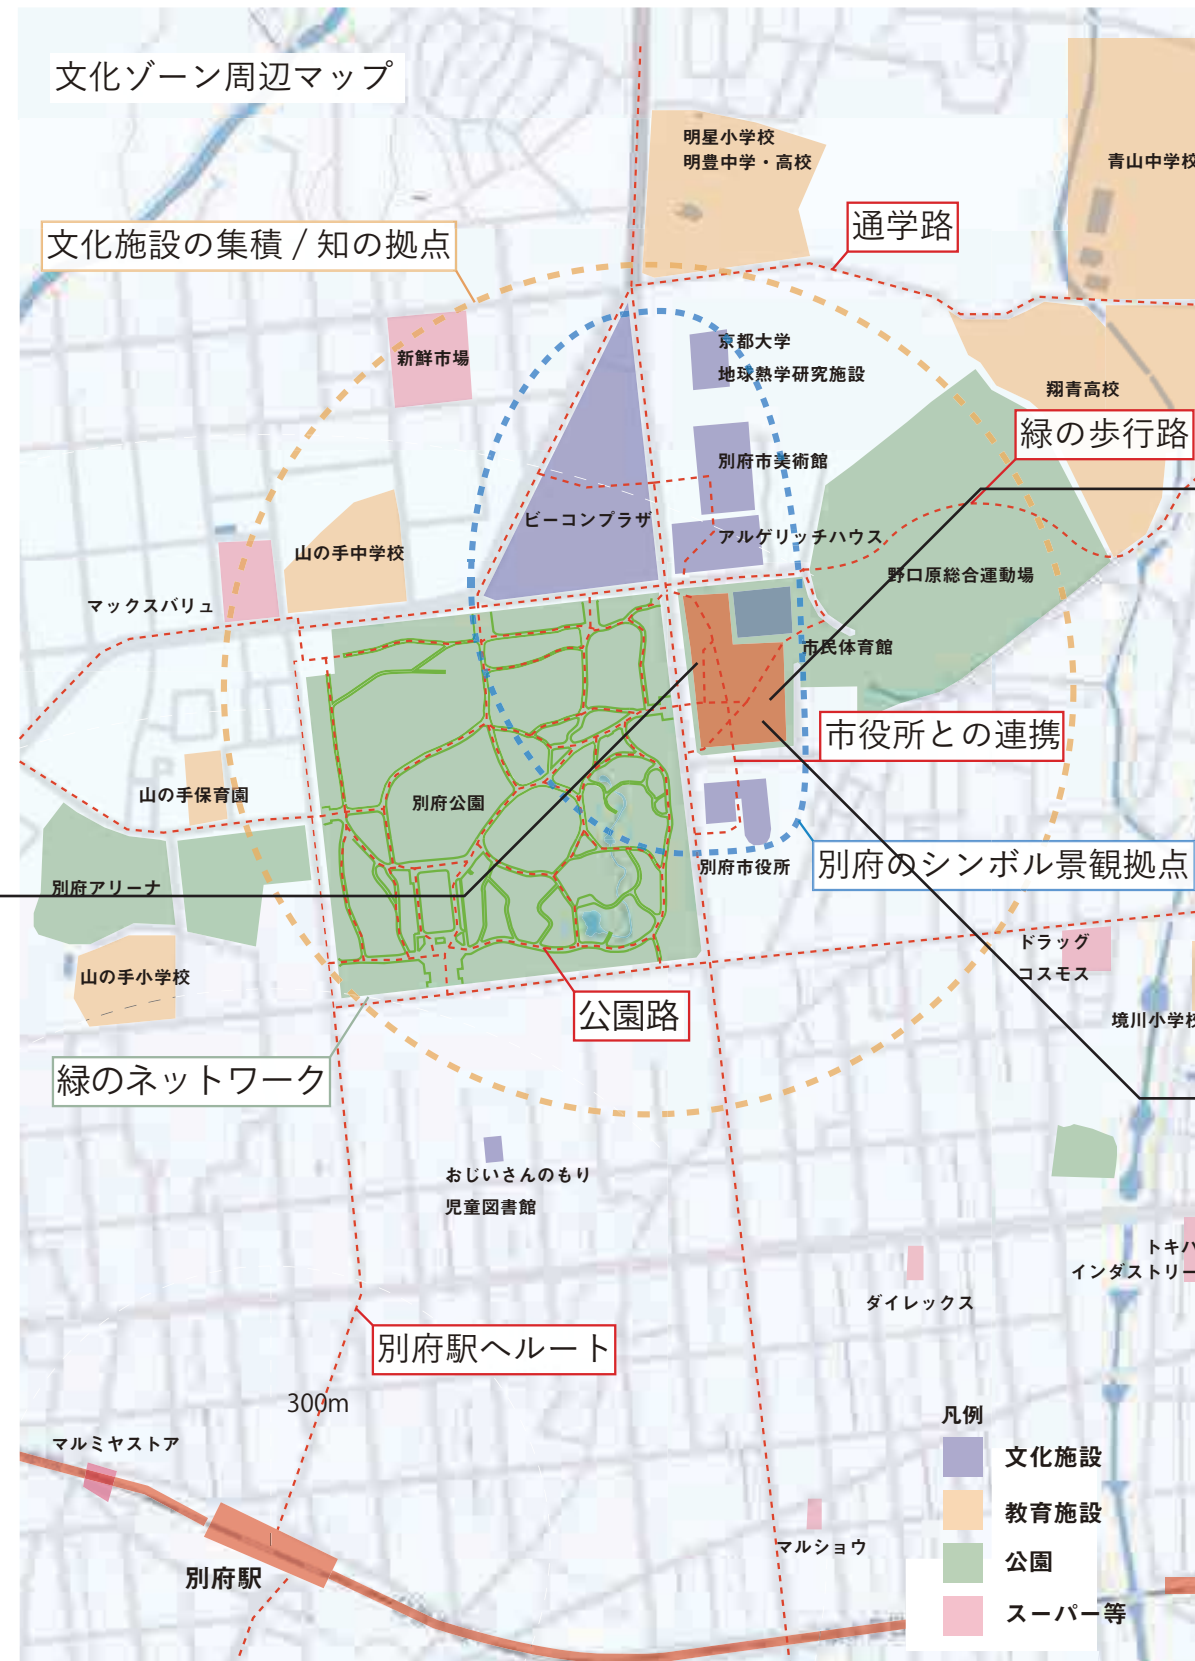 文化ゾーン周辺マップ
明星小学校
明豊中学・高校
青山中学校
通学路
文化施設の集積 / 知の拠点
京都大学
地球熱学研究施設
新鮮市場
翔青高校
緑の歩行路
別府市美術館
ビーコンプラザ
アルゲリッチハウス
山の手中学校
野口原総合運動場
マックスバリュ
市民体育館
市役所との連携
山の手保育園
別府公園
別府市役所
別府のシンボル景観拠点
別府アリーナ
ドラッグ
コスモス
山の手小学校
公園路
境川小学校
緑のネットワーク
おじいさんのもり
児童図書館
トキハ
インダストリー
ダイレックス
別府駅へルート
300m
凡例
マルミヤストア
文化施設
教育施設
マルショウ
公園
別府駅
スーパー等